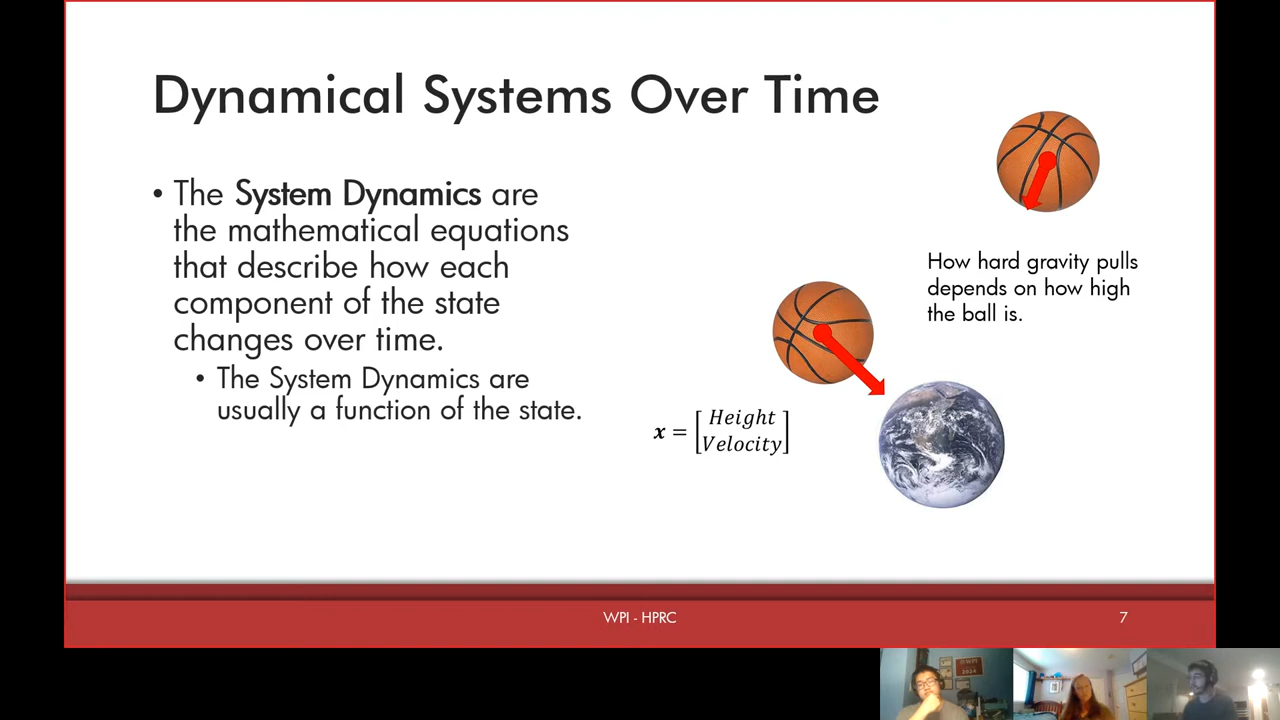 Dynamical Systems Over Time
• The System Dynamics are
the mathematical equations
that describe how each
component of the state
changes over time.
• The System Dynamics are
usually a function of the state.
How hard gravity pulls
depends on how high
the ball is.
x = [Height
Velocity]
WPI - HPRC
7
WPI
2024